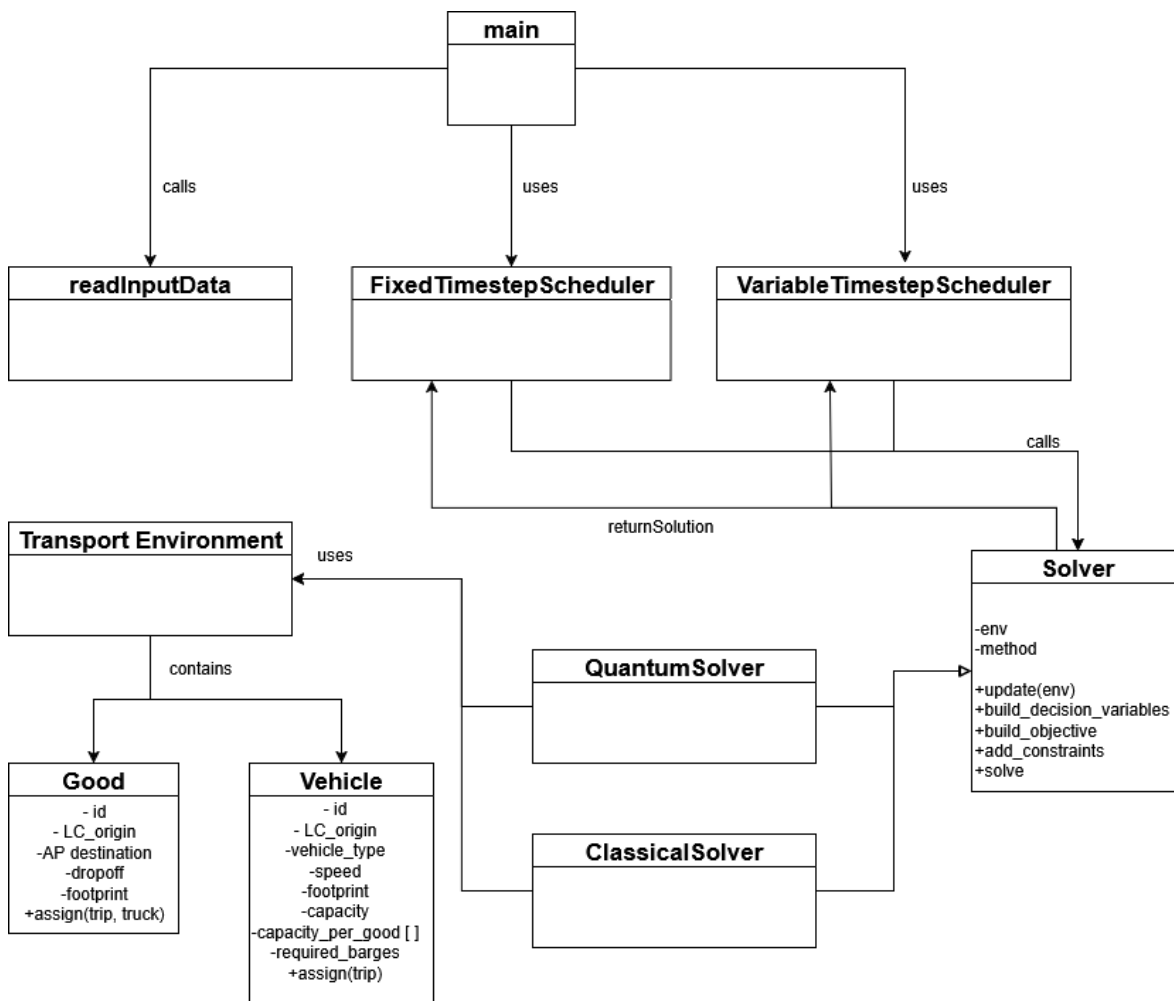 main
calls
uses
uses
readInputData
FixedTimestepScheduler
VariableTimestepScheduler
calls
returnSolution
Transport Environment
uses
Solver
-env
-method
+update(env)
+build_decision_variables
+build_objective
+add_constraints
+solve
contains
QuantumSolver
Good
- id
- LC_origin
-AP destination
-dropoff
-footprint
+assign(trip, truck)
Vehicle
- id
- LC_origin
-vehicle_type
-speed
-footprint
-capacity
-capacity_per_good [ ]
-required_barges
+assign(trip)
ClassicalSolver